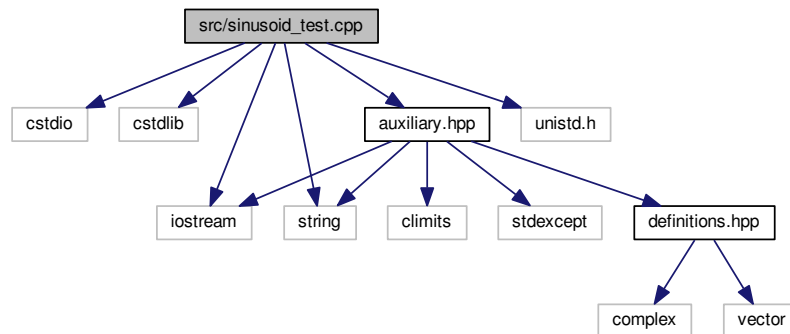 src/sinusoid_test.cpp
cstdio
cstdlib
auxiliary.hpp
unistd.h
iostream
string
climits
stdexcept
definitions.hpp
complex
vector